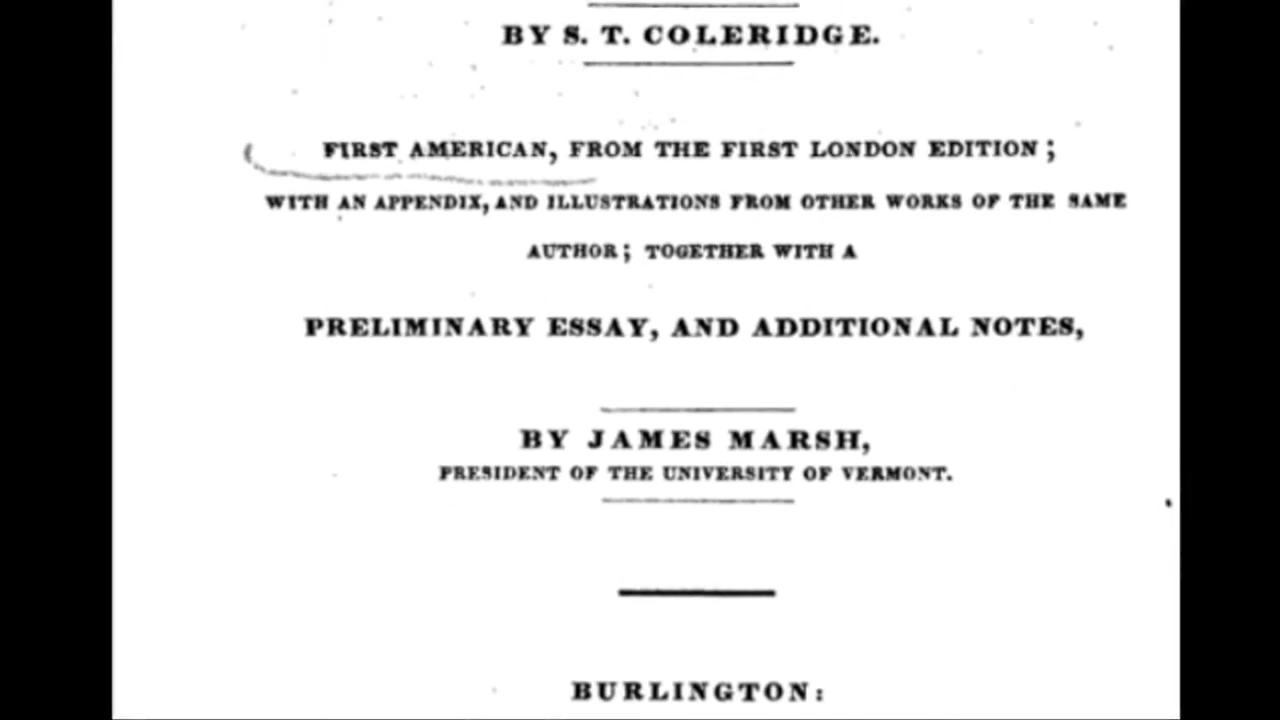 BY S. T. COLERIDGE.
FIRST AMERICAN, FROM THE FIRST LONDON EDITION;
WITH AN APPENDIX, AND ILLUSTRATIONS FROM OTHER WORKS OF THE SAME
AUTHOR; TOGETHER WITH A
PRELIMINARY ESSAY, AND ADDITIONAL NOTES,
BY JAMES MARSH,
PRESIDENT OF THE UNIVERSITY OF VERMONT.
BURLINGTON: